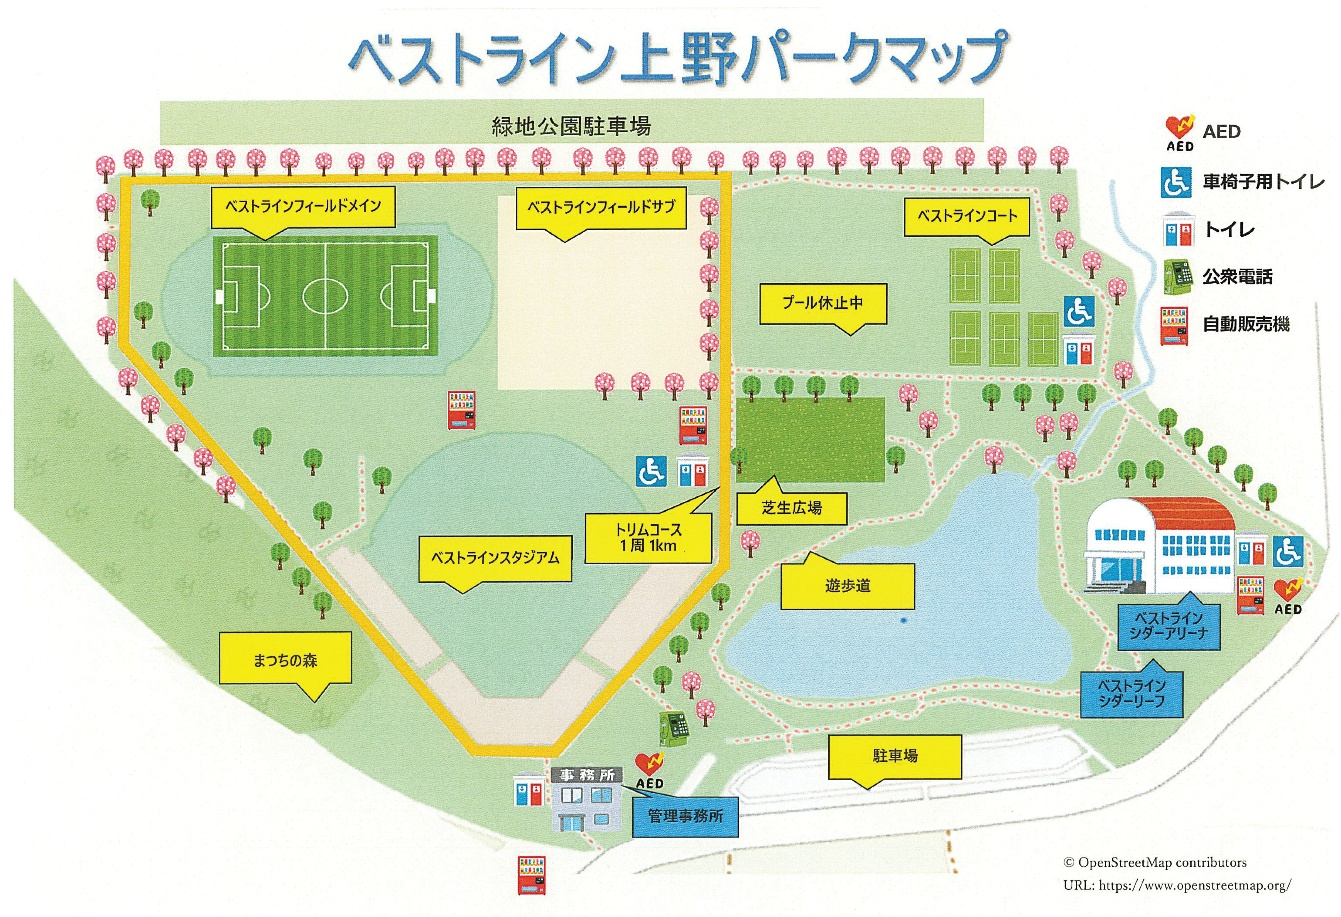 ベストライン上野パークマップ
緑地公園駐車場
AED
AED
車椅子用トイレ
トイレ
公衆電話
自動販売機
ベストラインフィールドメイン
ベストラインフィールドサブ
ベストラインコート
プール休止中
芝生広場
トリムコース
1周1km
ベストラインスタジアム
遊歩道
まつちの森
ベストライン
シダーアリーナ
AED
ベストライン
シダーリーフ
駐車場
事務所
AED
管理事務所
© OpenStreetMap contributors
URL: https://www.openstreetmap.org/